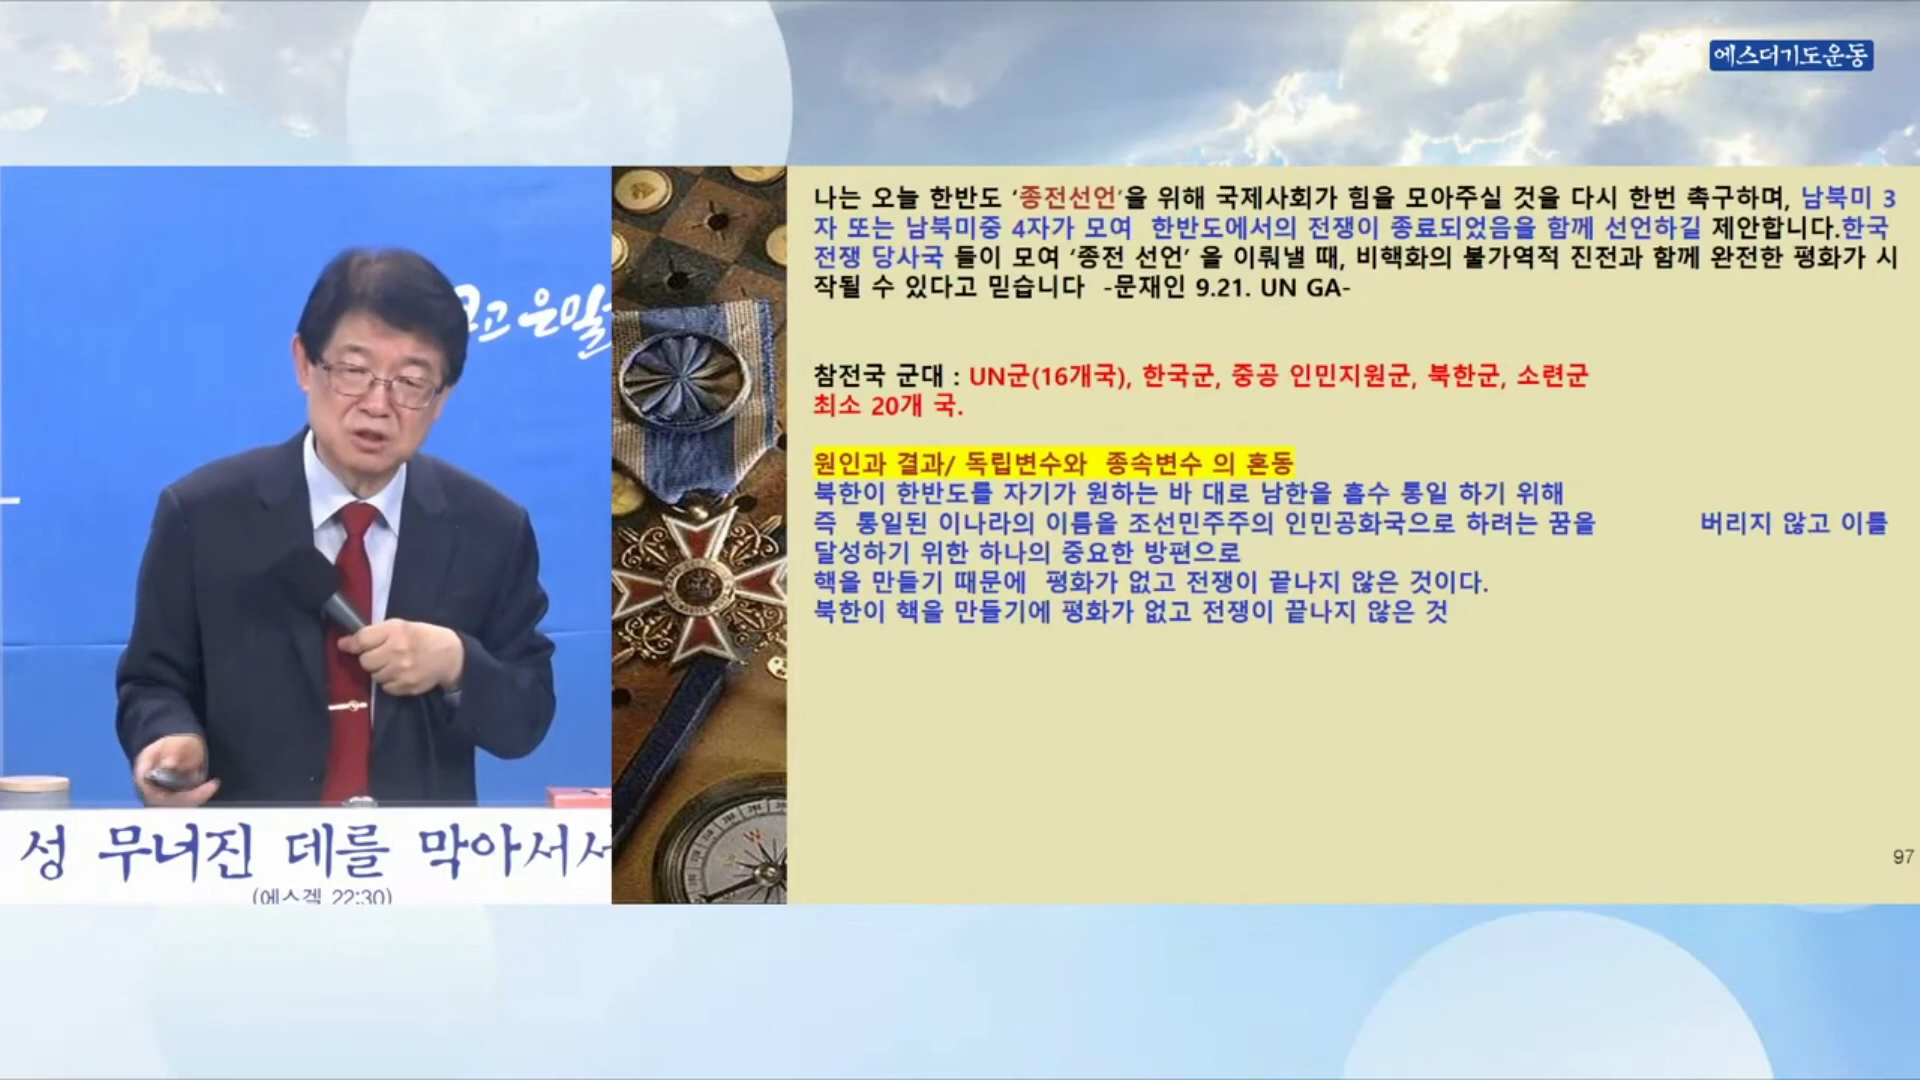 에스더기도운동
나는 오늘 한반도 ‘종전선언’을 위해 국제사회가 힘을 모아주실 것을 다시 한번 촉구하며, 남북미 3
자 또는 남북미중 4자가 모여 한반도에서의 전쟁이 종료되었음을 함께 선언하길 제안합니다.한국
전쟁 당사국 들이 모여 ‘종전 선언’ 을 이뤄낼 때, 비핵화의 불가역적 진전과 함께 완전한 평화가 시
작될 수 있다고 믿습니다 -문재인 9.21. UN GA-
참전국 군대 : UN군(16개국), 한국군, 중공 인민지원군, 북한군, 소련군
최소 20개 국.
원인과 결과/ 독립변수와 종속변수 의 혼동
북한이 한반도를 자기가 원하는 바 대로 남한을 흡수 통일 하기 위해
즉 통일된 이나라의 이름을 조선민주주의 인민공화국으로 하려는 꿈을 버리지 않고 이를
달성하기 위한 하나의 중요한 방편으로
핵을 만들기 때문에 평화가 없고 전쟁이 끝나지 않은 것이다.
북한이 핵을 만들기에 평화가 없고 전쟁이 끝나지 않은 것
97
크고 은밀
성 무너진 데를 막아서서
(에스겔 22:30)